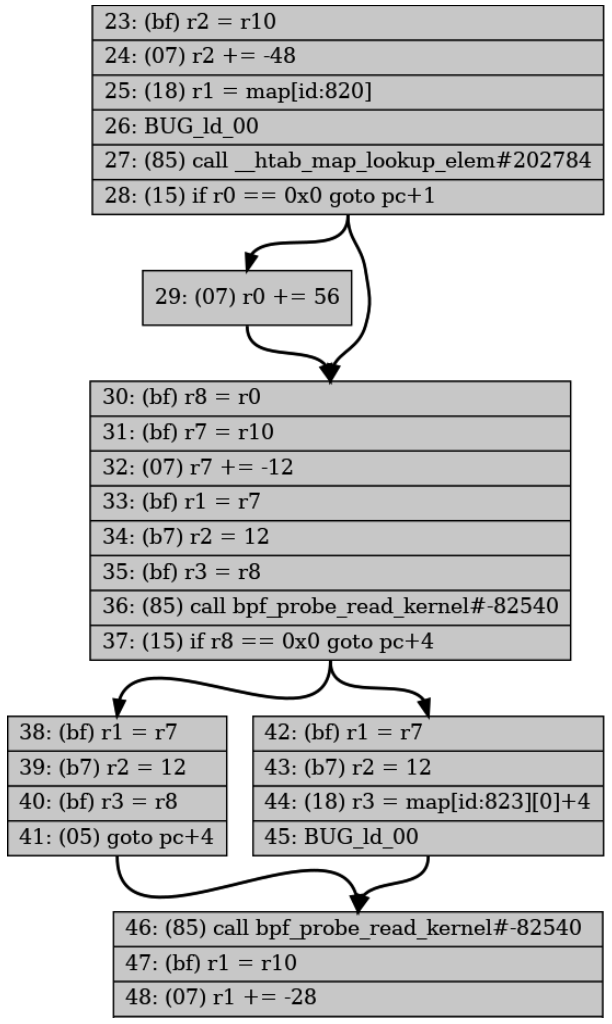 23: (bf) r2 = r10
24: (07) r2 += -48
25: (18) r1 = map[id:820]
26: BUG_ld_00
27: (85) call __htab_map_lookup_elem#202784
28: (15) if r0 == 0x0 goto pc+1
29: (07) r0 += 56
30: (bf) r8 = r0
31: (bf) r7 = r10
32: (07) r7 += -12
33: (bf) r1 = r7
34: (b7) r2 = 12
35: (bf) r3 = r8
36: (85) call bpf_probe_read_kernel#-82540
37: (15) if r8 == 0x0 goto pc+4
38: (bf) r1 = r7
39: (b7) r2 = 12
40: (bf) r3 = r8
41: (05) goto pc+4
42: (bf) r1 = r7
43: (b7) r2 = 12
44: (18) r3 = map[id:823][0]+4
45: BUG_ld_00
46: (85) call bpf_probe_read_kernel#-82540
47: (bf) r1 = r10
48: (07) r1 += -28